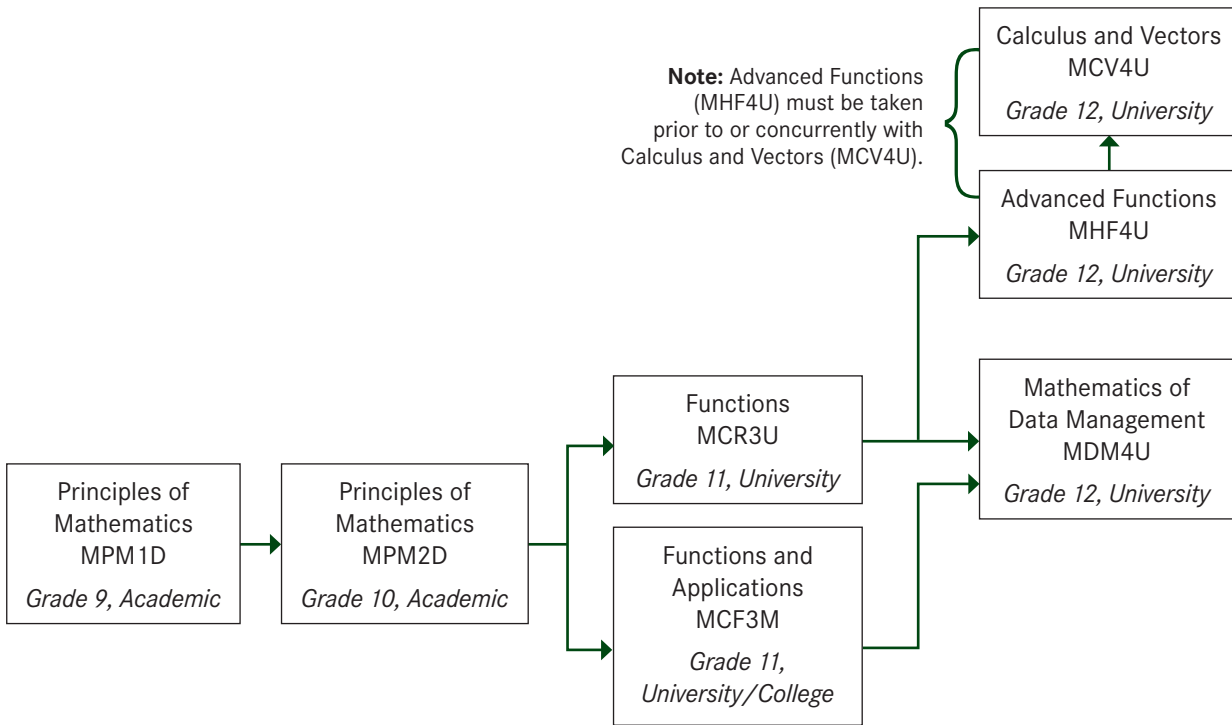 Calculus and Vectors
MCV4U
Grade 12, University
Note: Advanced Functions
(MHF4U) must be taken
prior to or concurrently with
Calculus and Vectors (MCV4U).
Advanced Functions
MHF4U
Grade 12, University
Functions
MCR3U
Grade 11, University
Mathematics of
Data Management
MDM4U
Grade 12, University
Principles of
Mathematics
MPM1D
Grade 9, Academic
Principles of
Mathematics
MPM2D
Grade 10, Academic
Functions and
Applications
MCF3M
Grade 11,
University/College